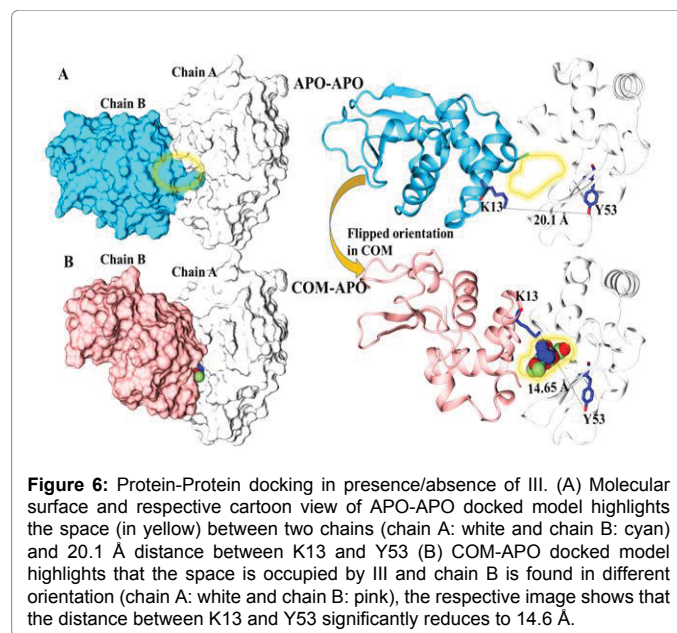 A
Chain A
Chain B
APO-APO
K13
20.1 Å
Y53
Flipped orientation
in COM
B
Chain B
Chain A
COM-APO
K13
14.65 Å
Y53
Figure 6: Protein-Protein docking in presence/absence of III. (A) Molecular
surface and respective cartoon view of APO-APO docked model highlights
the space (in yellow) between two chains (chain A: white and chain B: cyan)
and 20.1 Å distance between K13 and Y53 (B) COM-APO docked model
highlights that the space is occupied by III and chain B is found in different
orientation (chain A: white and chain B: pink), the respective image shows that
the distance between K13 and Y53 significantly reduces to 14.6 Å.